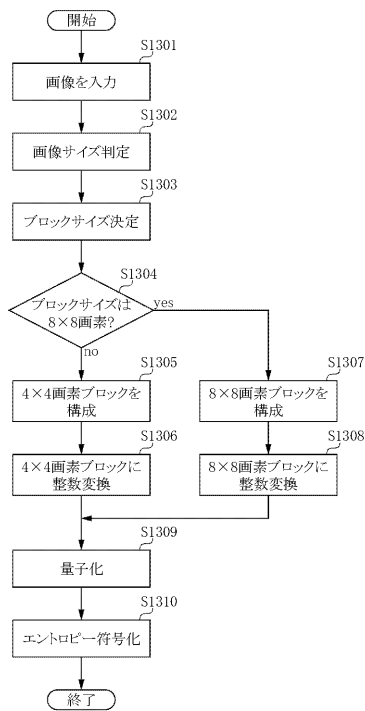 開始
S1301
画像を入力
S1302
画像サイズ判定
S1303
ブロックサイズ決定
S1304
ブロックサイズは
8×8画素?
yes
no
S1305
4×4画素ブロックを
構成
S1307
8×8画素ブロックを
構成
S1306
4×4画素ブロックに
整数変換
S1308
8×8画素ブロックに
整数変換
S1309
量子化
S1310
エントロピー符号化
終了